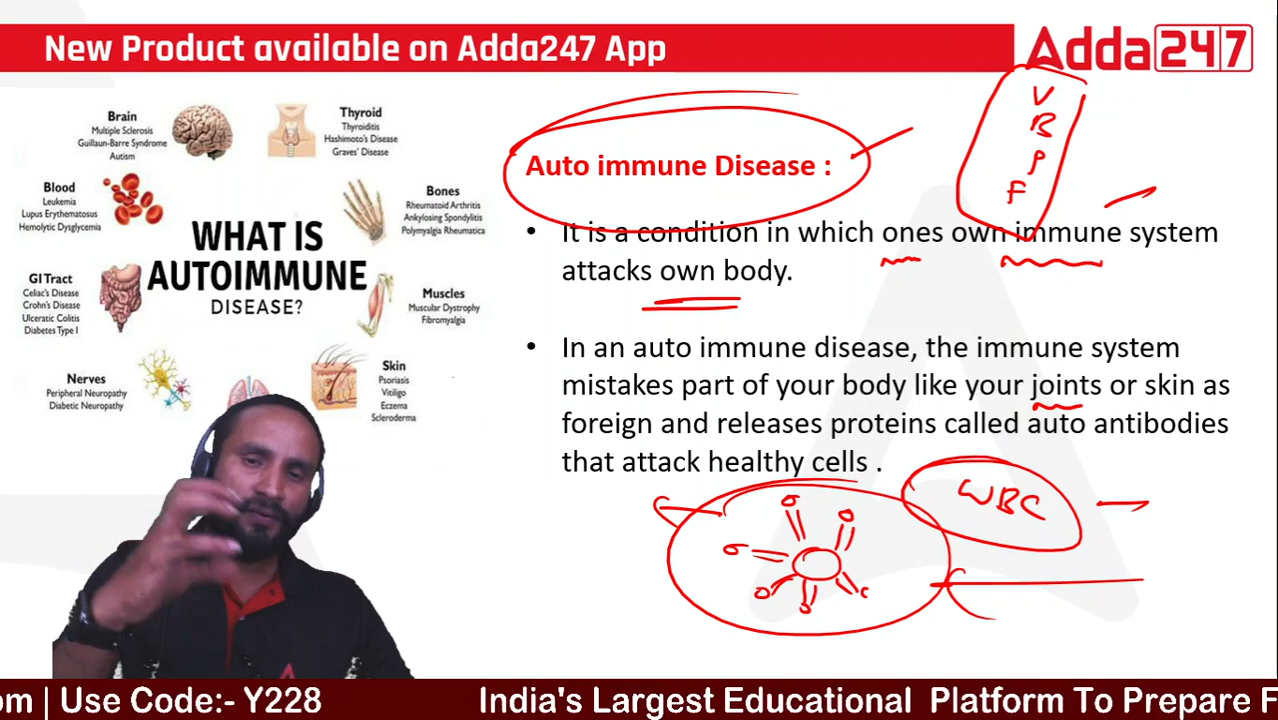 New Product available on Adda247 App
Adda247
Brain
Multiple Sclerosis
Guillaun-Barre Syndrome
Autism
Thyroid
Thyroiditis
Hashimoto's Disease
Graves' Disease
Blood
Leukemia
Lupus Erythematosus
Hemolytic Dysglycemia
Bones
Rheumatoid Arthritis
Ankylosing Spondylitis
Polymyalgia Rheumatica
WHAT IS
AUTOIMMUNE
DISEASE?
GI Tract
Celiac's Disease
Crohn's Disease
Ulceratic Colitis
Diabetes Type I
Muscles
Muscular Dystrophy
Fibromyalgia
Nerves
Peripheral Neuropathy
Diabetic Neuropathy
Skin
Psoriasis
Vitiligo
Eczema
Scleroderma
Auto immune Disease :
V
B
P
F
• It is a condition in which ones own immune system
attacks own body.
• In an auto immune disease, the immune system
mistakes part of your body like your joints or skin as
foreign and releases proteins called auto antibodies
that attack healthy cells .
WBC
om | Use Code:- Y228 India's Largest Educational Platform To Prepare F